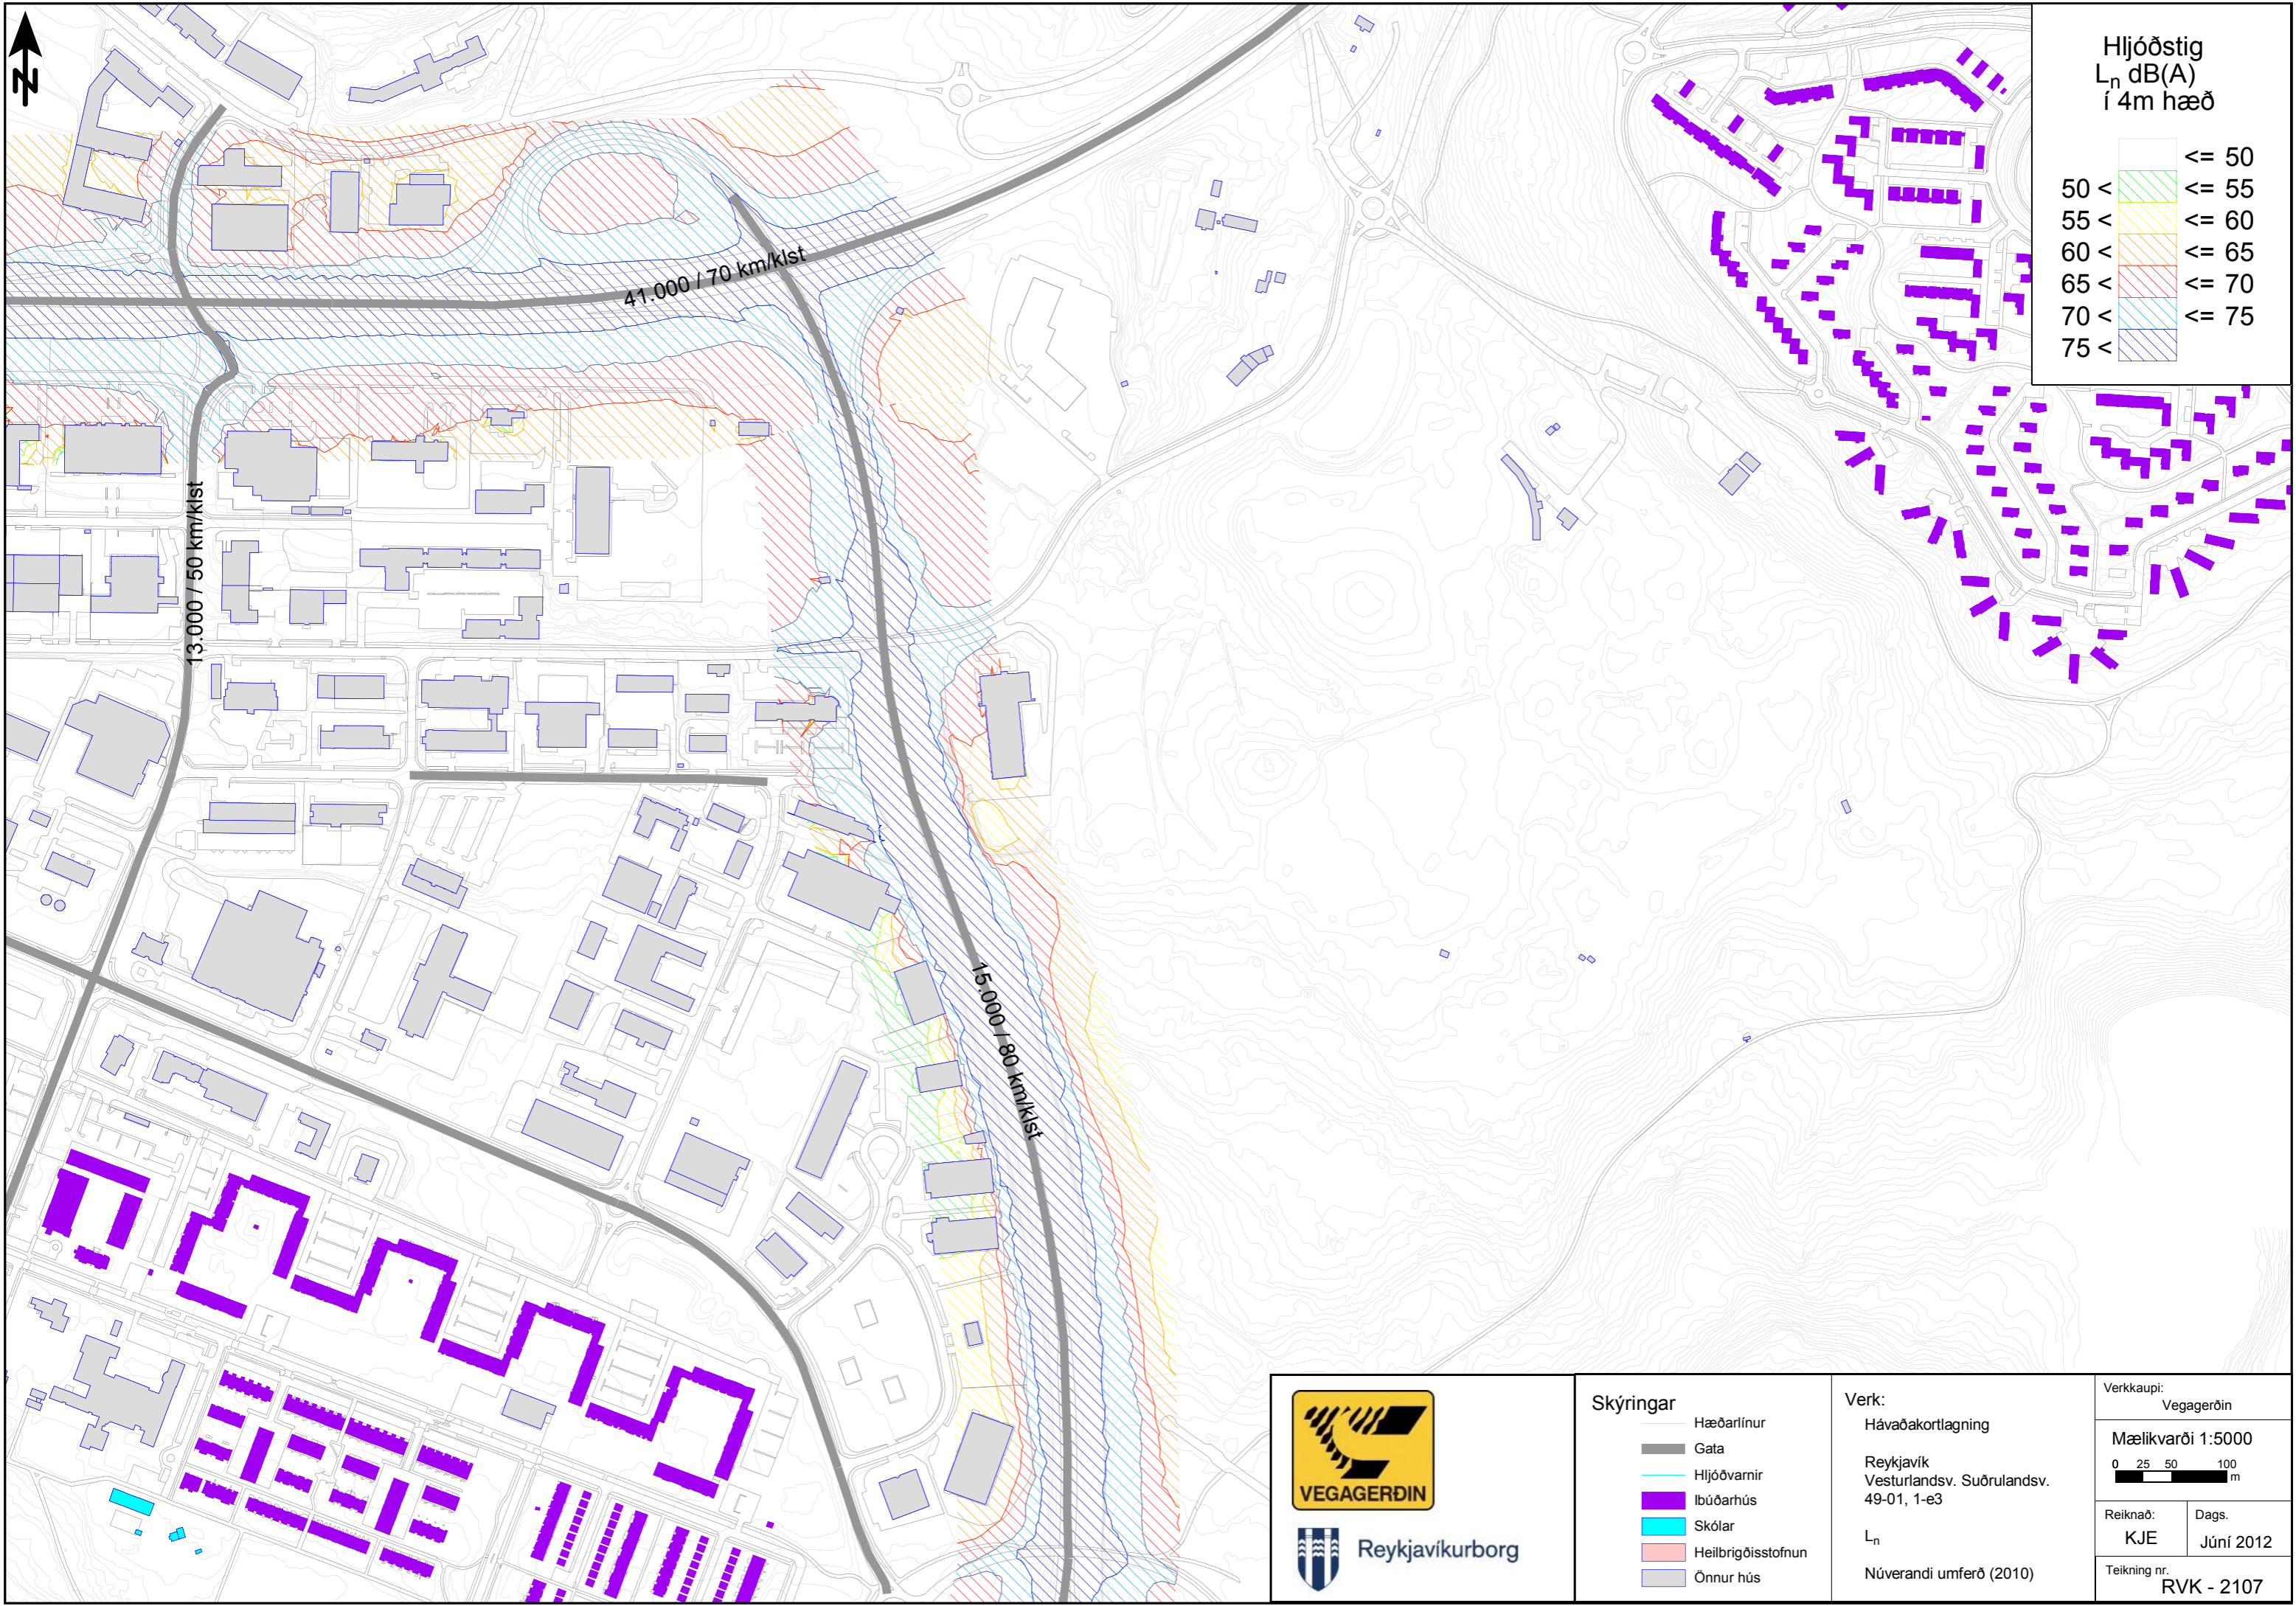 N
Hljóðstig
Ln dB(A)
í 4m hæð
<= 50
50 < <= 55
55 < <= 60
60 < <= 65
65 < <= 70
70 < <= 75
75 <
41.000 / 70 km/klst
13.000 / 50 km/klst
15.000 / 80 km/klst
VEGAGERÐIN
Reykjavíkurborg
Skýringar
Hæðarlínur
Gata
Hljóðvarnir
Ibúðarhús
Skólar
Heilbrigðisstofnun
Önnur hús
Verk:
Hávaðakortlagning
Reykjavík
Vesturlandsv. Suðrulandsv.
49-01, 1-e3
Ln
Núverandi umferð (2010)
Verkkaupi:
Vegagerðin
Mælikvarði 1:5000
0 25 50 100
m
Reiknað:
KJE
Dags.
Júní 2012
Teikning nr.
RVK - 2107